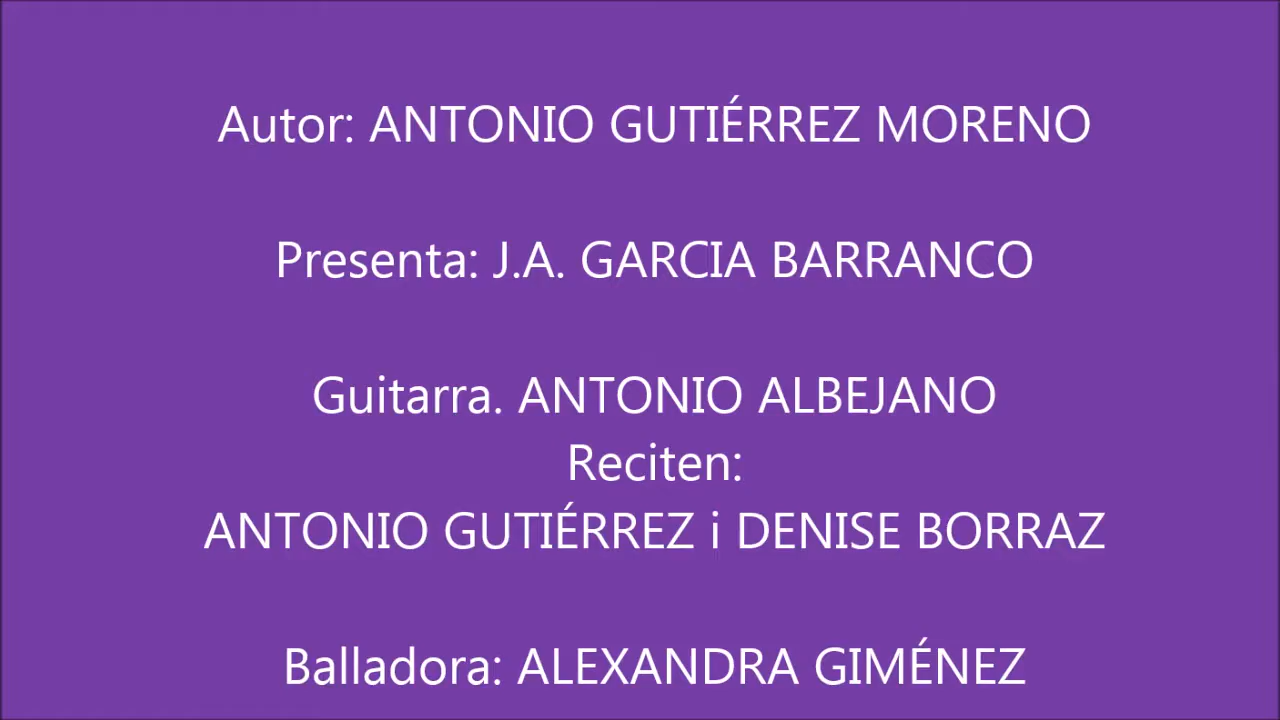 Autor: ANTONIO GUTIÉRREZ MORENO
Presenta: J.A. GARCIA BARRANCO
Guitarra. ANTONIO ALBEJANO
Reciten:
ANTONIO GUTIÉRREZ i DENISE BORRAZ
Balladora: ALEXANDRA GIMÉNEZ